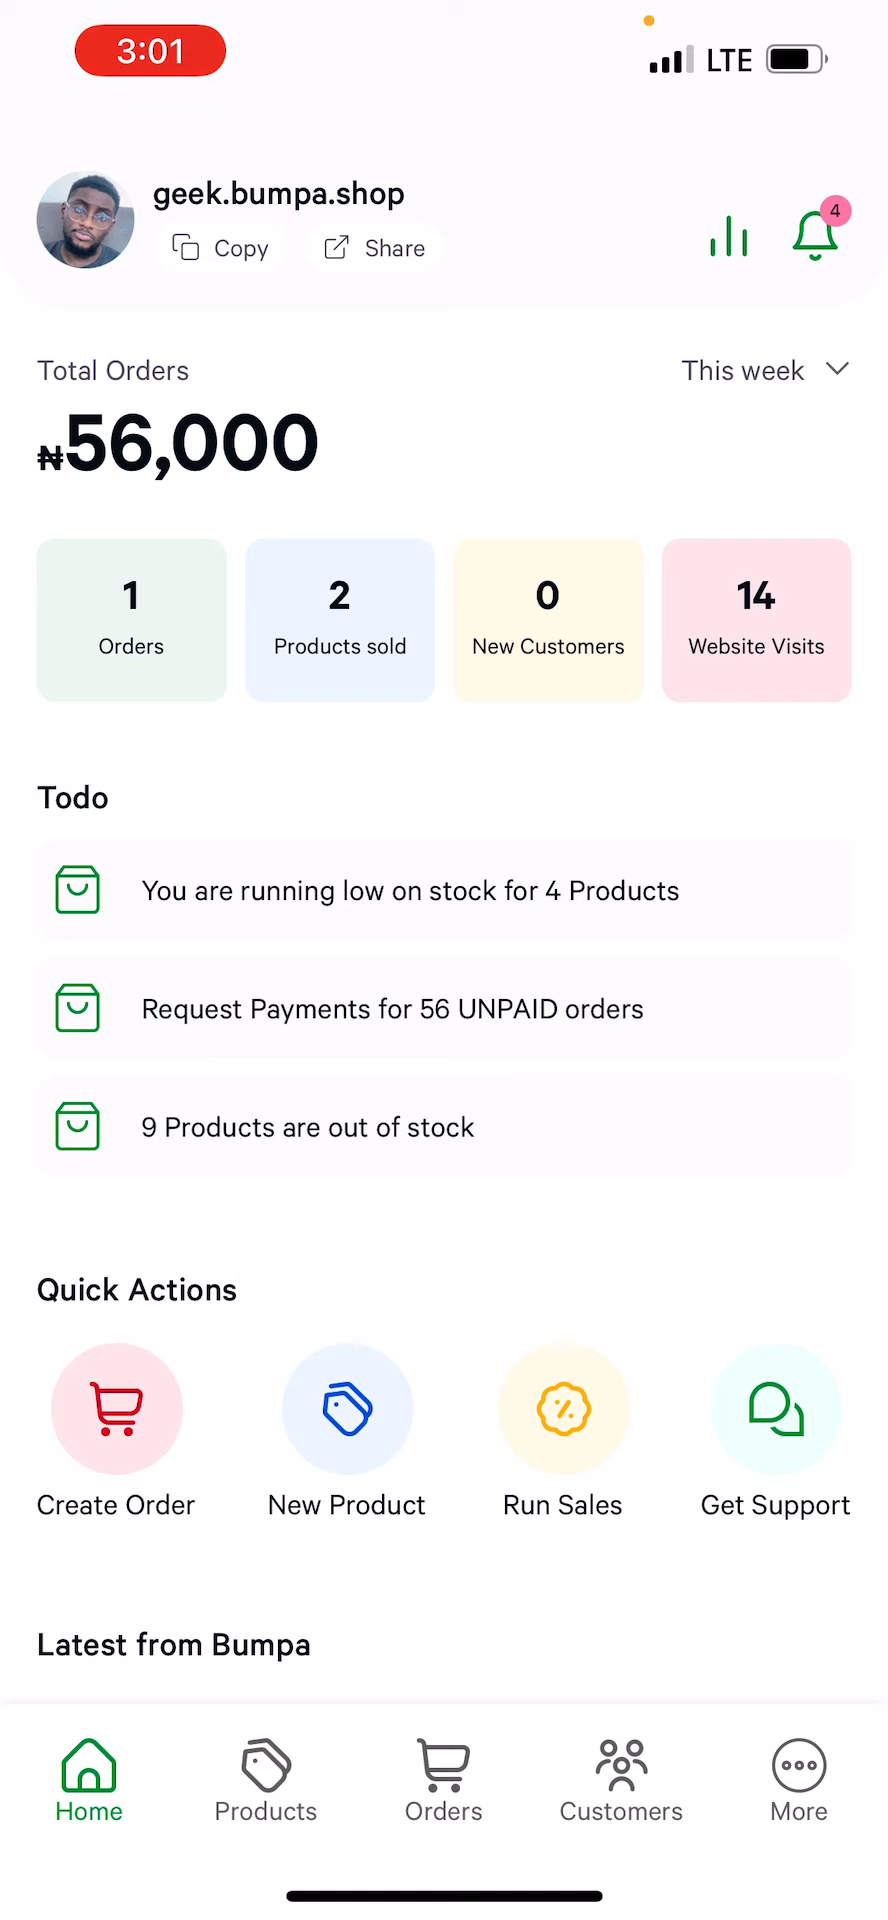 3:01
LTE
geek.bumpa.shop
4
Copy
Share
Total Orders
This week
₦56,000
1
Orders
2
Products sold
0
New Customers
14
Website Visits
Todo
You are running low on stock for 4 Products
Request Payments for 56 UNPAID orders
9 Products are out of stock
Quick Actions
Create Order
New Product
Run Sales
Get Support
Latest from Bumpa
Home
Products
Orders
Customers
More